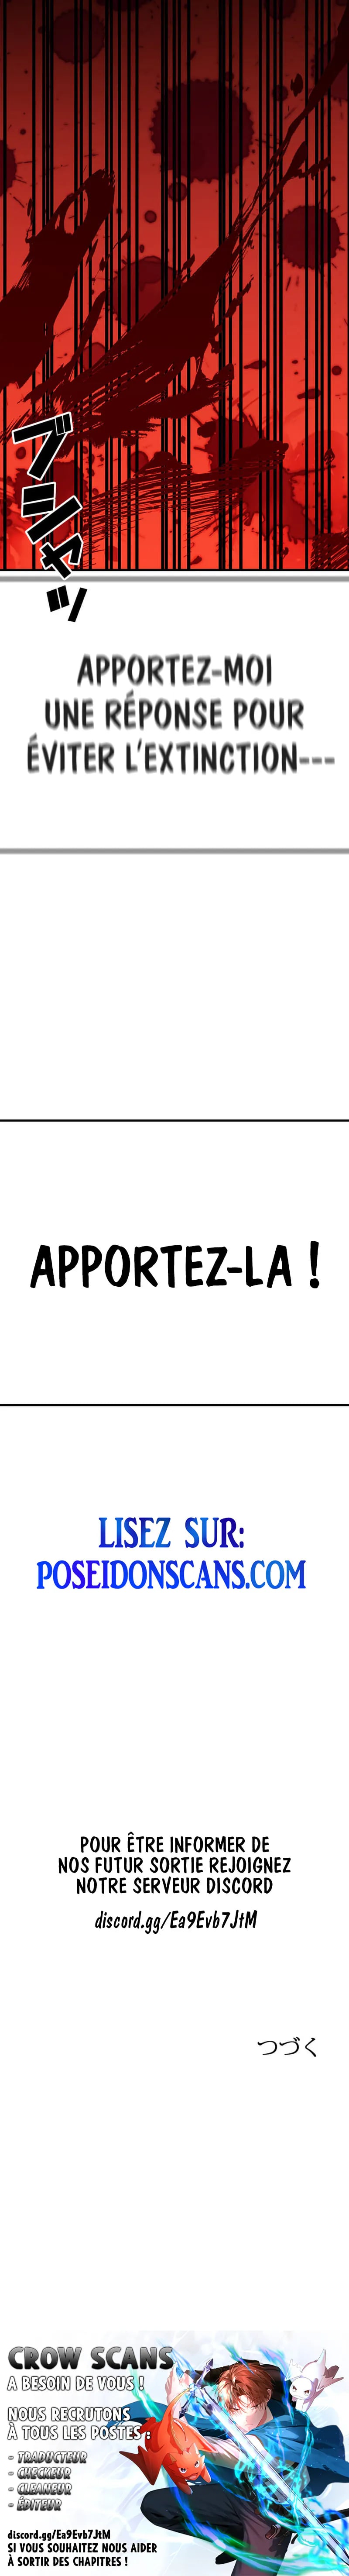 ブシャッ
APPORTEZ-MOI
UNE RÉPONSE POUR
ÉVITER L'EXTINCTION---
APPORTEZ-LA !
LISEZ SUR:
POSEIDONSCANS.COM
POUR ÊTRE INFORMER DE
NOS FUTUR SORTIE REJOIGNEZ
NOTRE SERVEUR DISCORD
discord.gg/Ea9Evb7JtM
つづく
CROW SCANS
A BESOIN DE VOUS !
NOUS RECRUTONS
À TOUS LES POSTES :
- TRADUCTEUR
- CHECKEUR
- CLEANEUR
- ÉDITEUR
discord.gg/Ea9Evb7JtM
SI VOUS SOUHAITEZ NOUS AIDER
À SORTIR DES CHAPITRES !